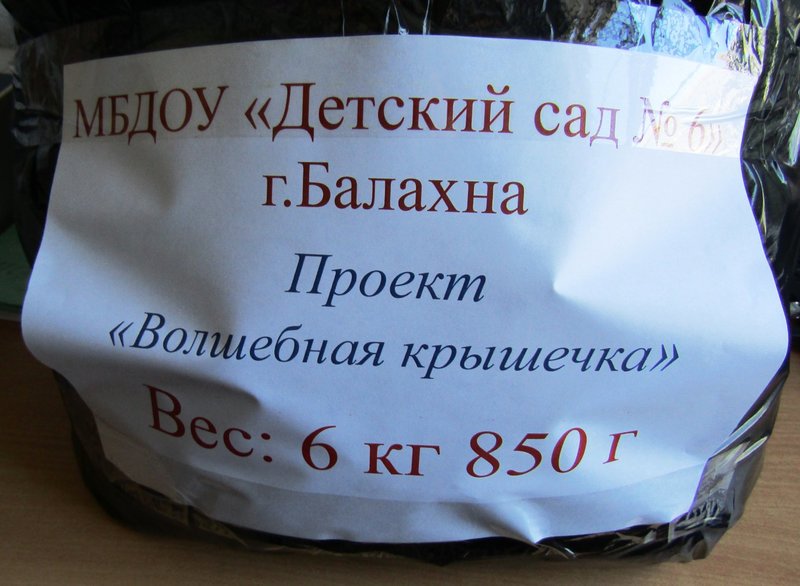 МБДОУ «Детский сад № 6»
г.Балахна
Проект
«Волшебная крышечка»
Вес: 6 кг 850 г